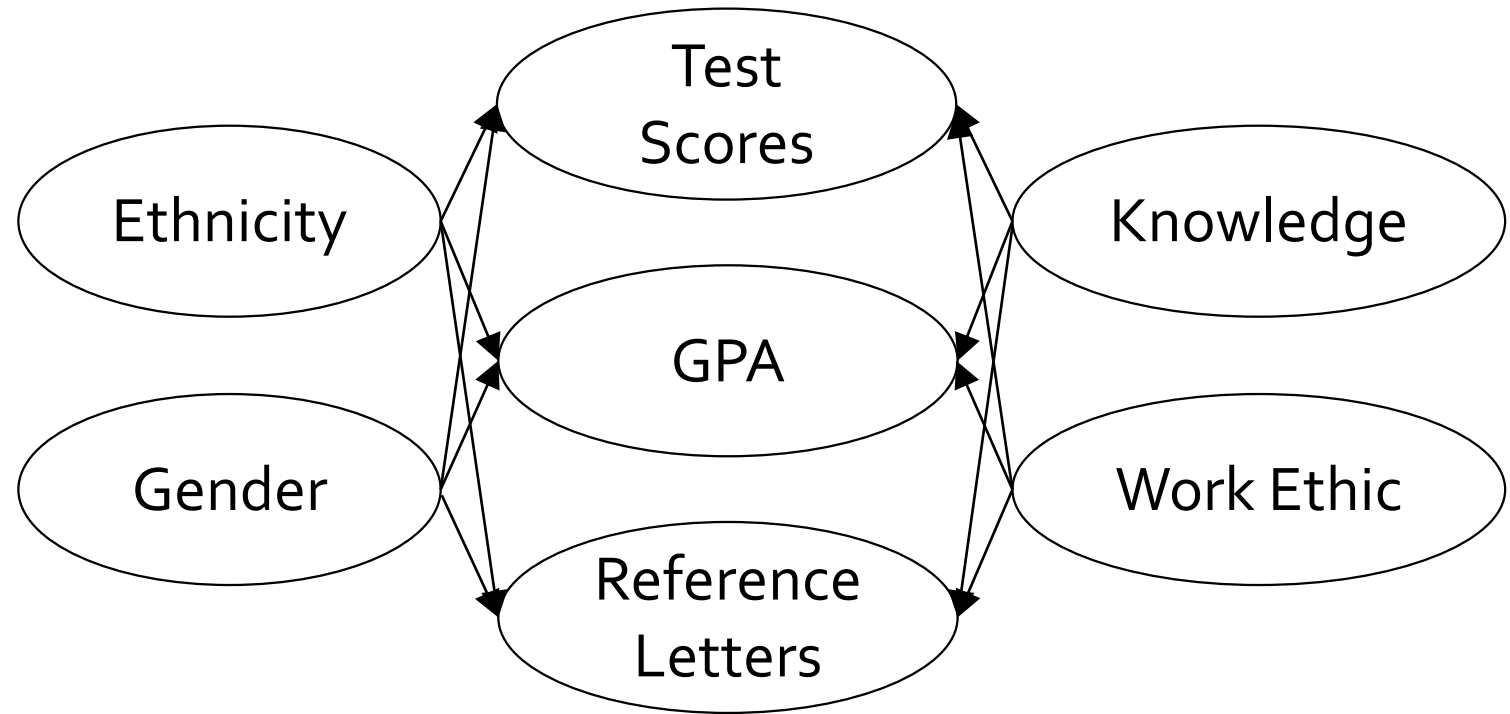 Test
Scores
Ethnicity
Knowledge
GPA
Gender
Work Ethic
Reference
Letters